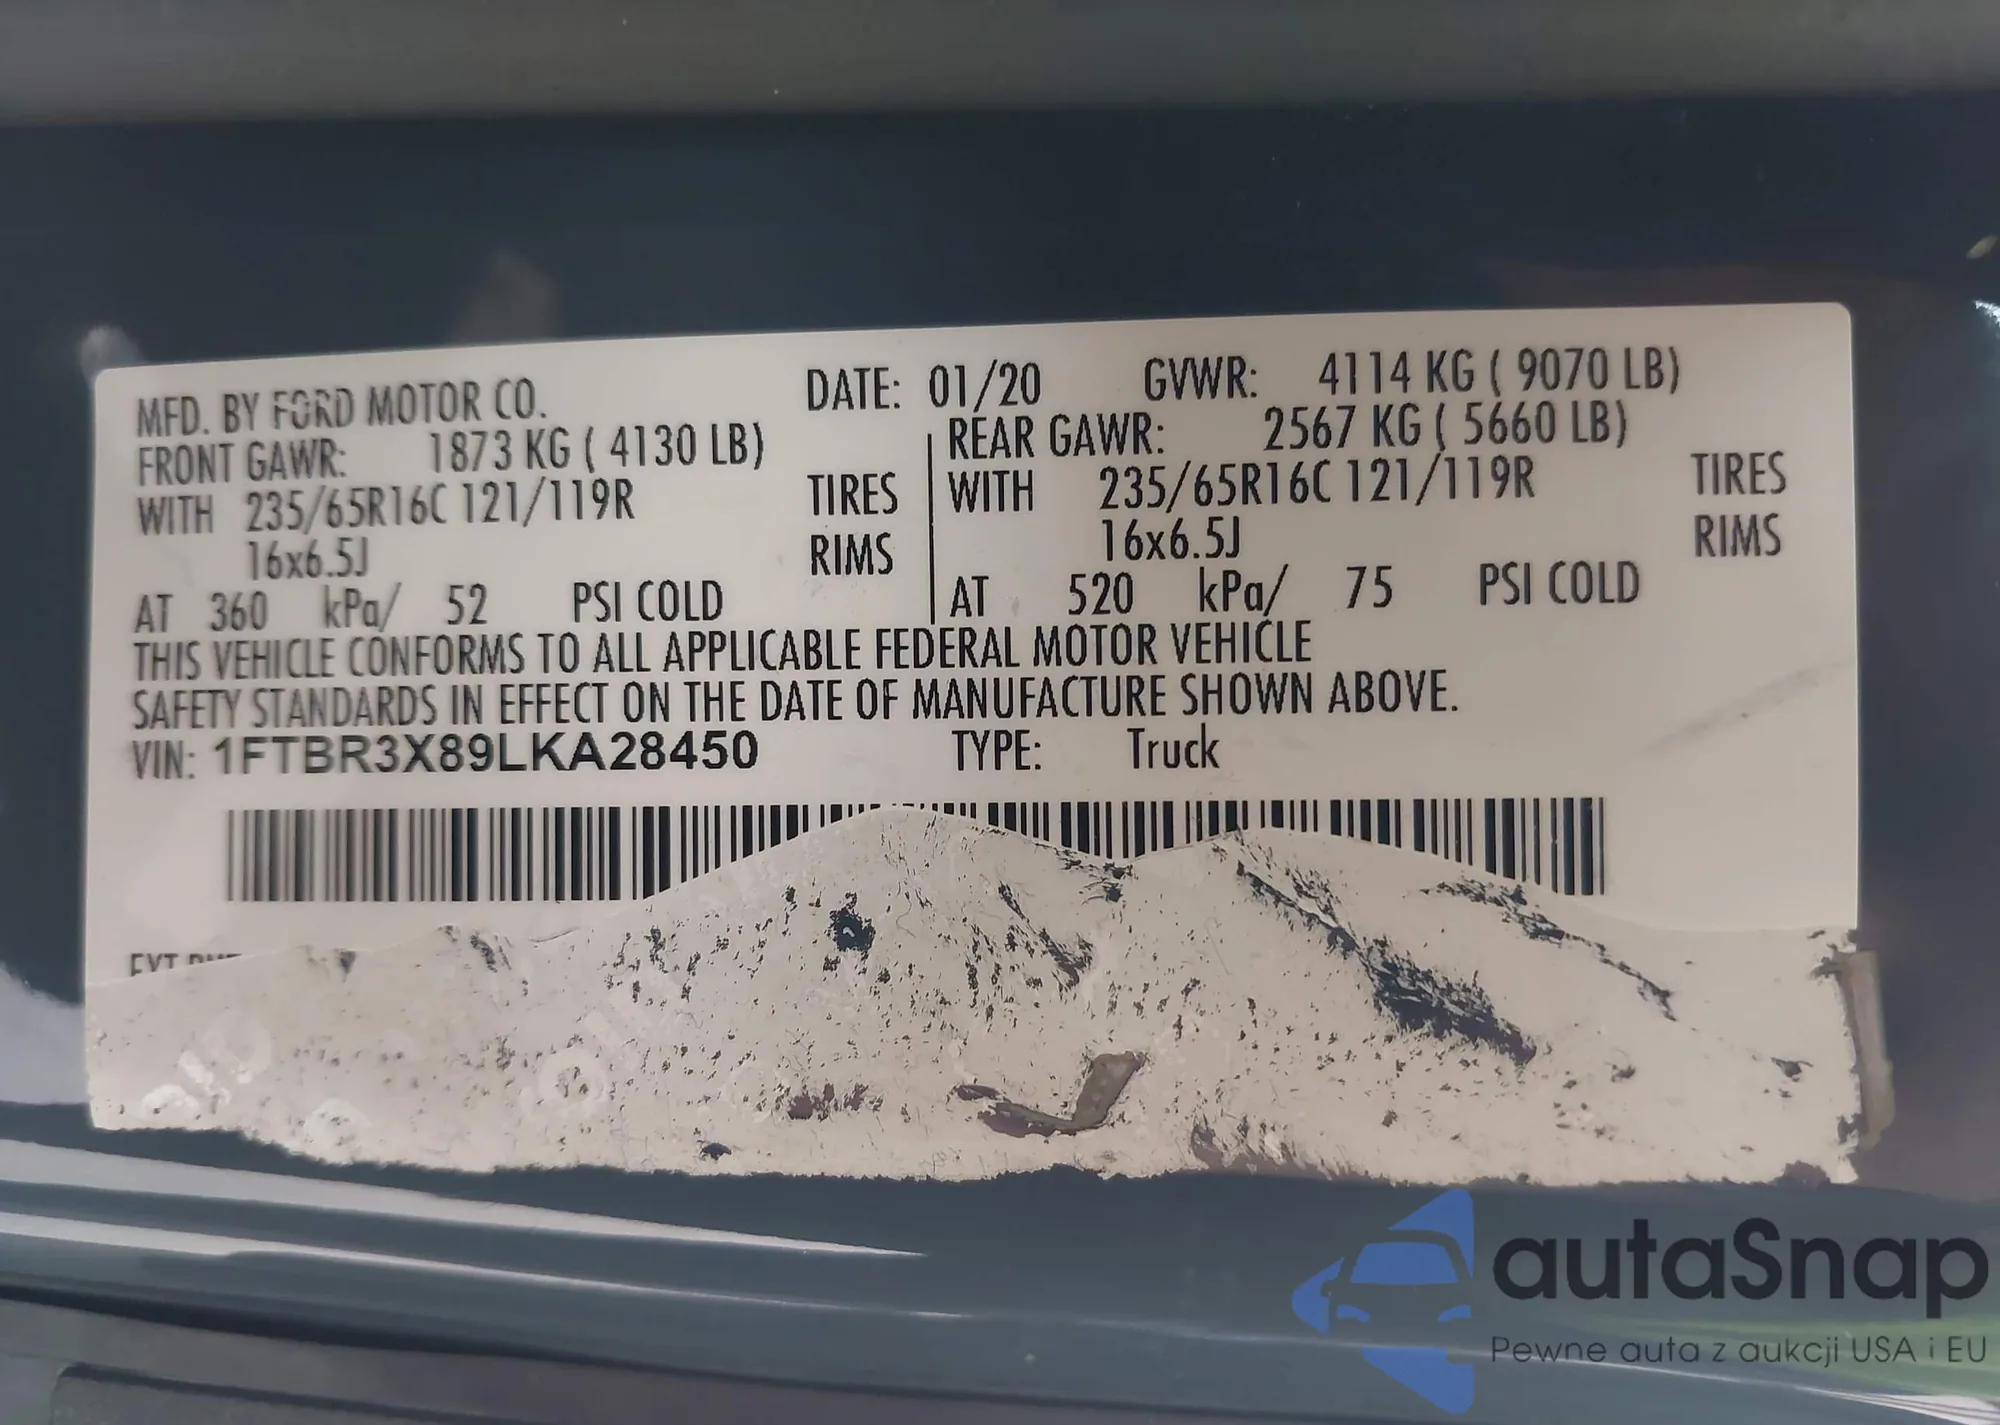 MFD. BY FORD MOTOR CO. DATE: 01/20 GVWR: 4114 KG ( 9070 LB)
FRONT GAWR: 1873 KG ( 4130 LB) REAR GAWR: 2567 KG ( 5660 LB)
WITH 235/65R16C 121/119R TIRES WITH 235/65R16C 121/119R TIRES
16x6.5J RIMS 16x6.5J RIMS
AT 360 kPa/ 52 PSI COLD AT 520 kPa/ 75 PSI COLD
THIS VEHICLE CONFORMS TO ALL APPLICABLE FEDERAL MOTOR VEHICLE
SAFETY STANDARDS IN EFFECT ON THE DATE OF MANUFACTURE SHOWN ABOVE.
VIN: 1FTBR3X89LKA28450 TYPE: Truck
EXT
autaSnap
Pewne auta z aukcji USA i EU